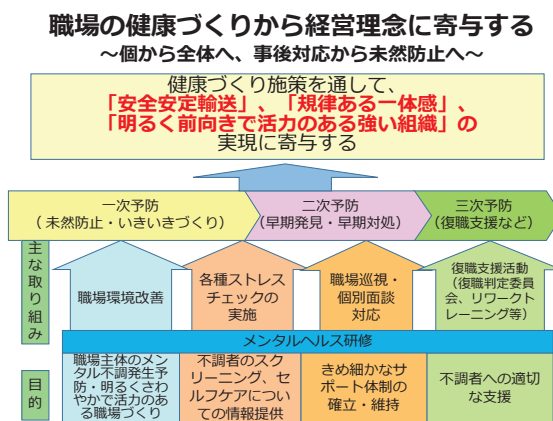 職場の健康づくりから経営理念に寄与する
～個から全体へ、事後対応から未然防止へ～
健康づくり施策を通して、
「安全安定輸送」、「規律ある一体感」、
「明るく前向きで活力のある強い組織」の
実現に寄与する
一次予防
（未然防止・いきいきづくり）
二次予防
（早期発見・早期対処）
三次予防
（復職支援など）
主な取り組み
職場環境改善
各種ストレス
チェックの
実施
職場巡視・
個別面談
対応
復職支援活動
（復職判定委員
会、リワークト
レーニング等）
メンタルヘルス研修
目的
職場主体のメン
タル不調発生予
防・明るくさわ
やかで活力のあ
る職場づくり
不調者のスク
リーニング、セ
ルフケアについ
ての情報提供
きめ細かなサ
ポート体制の
確立・維持
不調者への適切
な支援